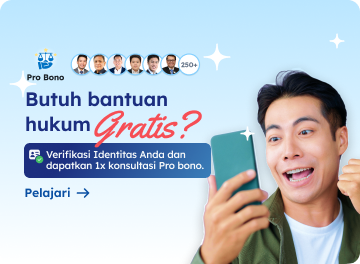 250+
Pro Bono
Butuh bantuan
hukum Gratis?
Verifikasi Identitas Anda dan
dapatkan 1x konsultasi Pro bono.
Pelajari →